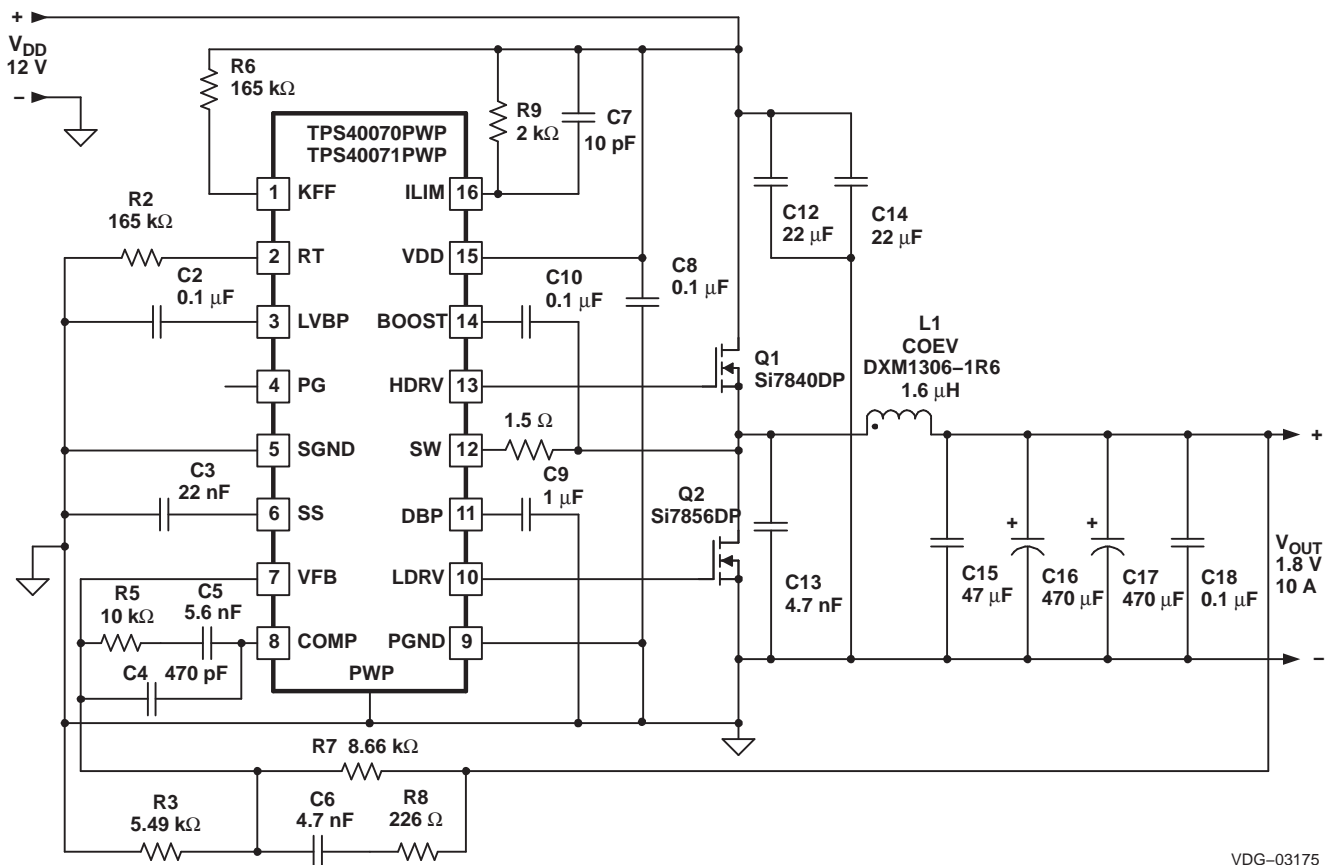 +
V_DD
12 V
−
R6
165 kΩ
TPS40070PWP
TPS40071PWP
R9
2 kΩ
C7
10 pF
1 KFF
ILIM 16
R2
165 kΩ
C12
22 μF
C14
22 μF
2 RT
VDD 15
C2
0.1 μF
C10
0.1 μF
C8
0.1 μF
3 LVBP
BOOST 14
L1
COEV
DXM1306−1R6
1.6 μH
Q1
Si7840DP
4 PG
HDRV 13
1.5 Ω
+
5 SGND
SW 12
C3
22 nF
C9
1 μF
Q2
Si7856DP
6 SS
DBP 11
+
+
V_OUT
1.8 V
10 A
7 VFB
LDRV 10
C13
4.7 nF
C15
47 μF
C16
470 μF
C17
470 μF
C18
0.1 μF
R5
10 kΩ
C5
5.6 nF
8 COMP
PGND 9
C4
470 pF
PWP
−
R7 8.66 kΩ
R3
5.49 kΩ
C6
4.7 nF
R8
226 Ω
VDG−03175